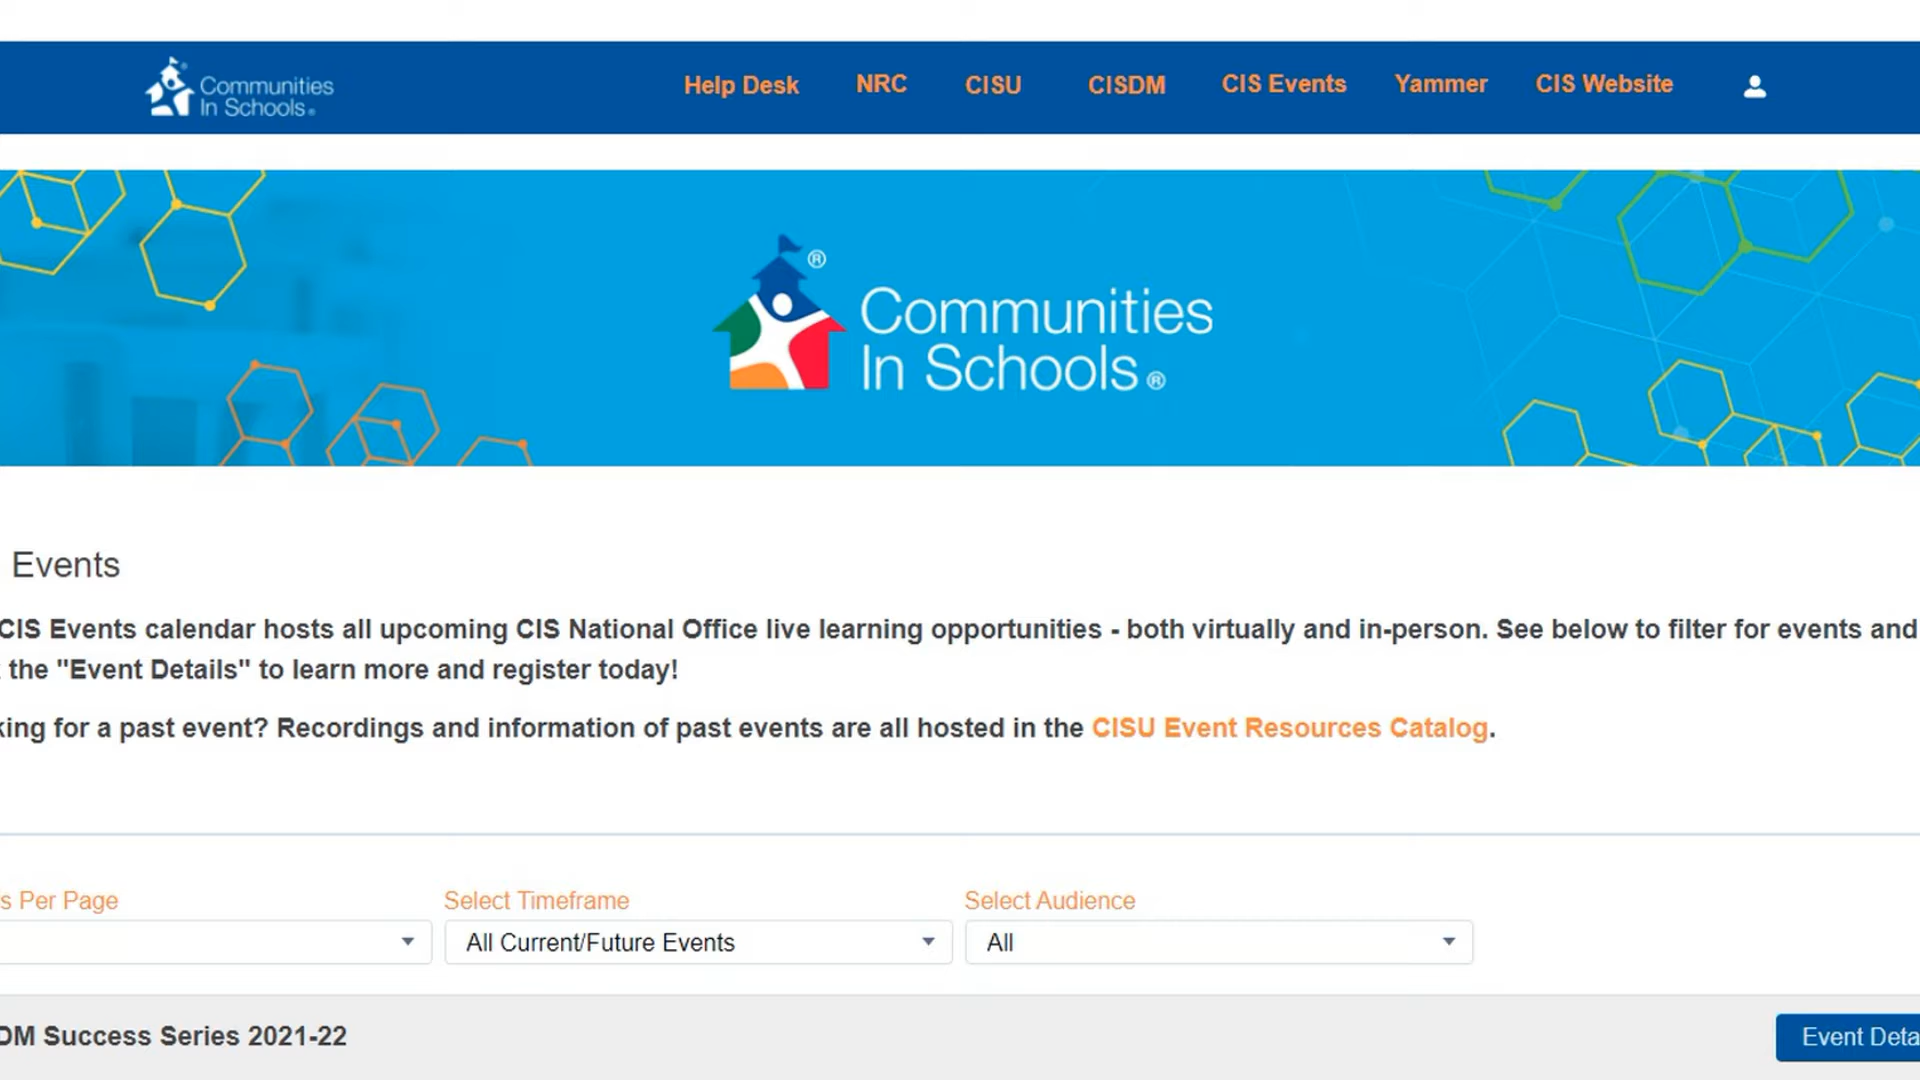 Communities
In Schools®
Help Desk NRC CISU CISDM CIS Events Yammer CIS Website
®
Communities
In Schools®
Events
CIS Events calendar hosts all upcoming CIS National Office live learning opportunities - both virtually and in-person. See below to filter for events and
the "Event Details" to learn more and register today!
king for a past event? Recordings and information of past events are all hosted in the CISU Event Resources Catalog.
s Per Page Select Timeframe Select Audience
All Current/Future Events All
DM Success Series 2021-22 Event Deta